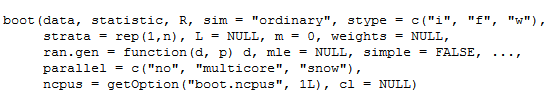 boot(data, statistic, R, sim = "ordinary", stype = c("i", "f", "w"),
strata = rep(1,n), L = NULL, m = 0, weights = NULL,
ran.gen = function(d, p) d, mle = NULL, simple = FALSE, ...,
parallel = c("no", "multicore", "snow"),
ncpus = getOption("boot.ncpus", 1L), cl = NULL)